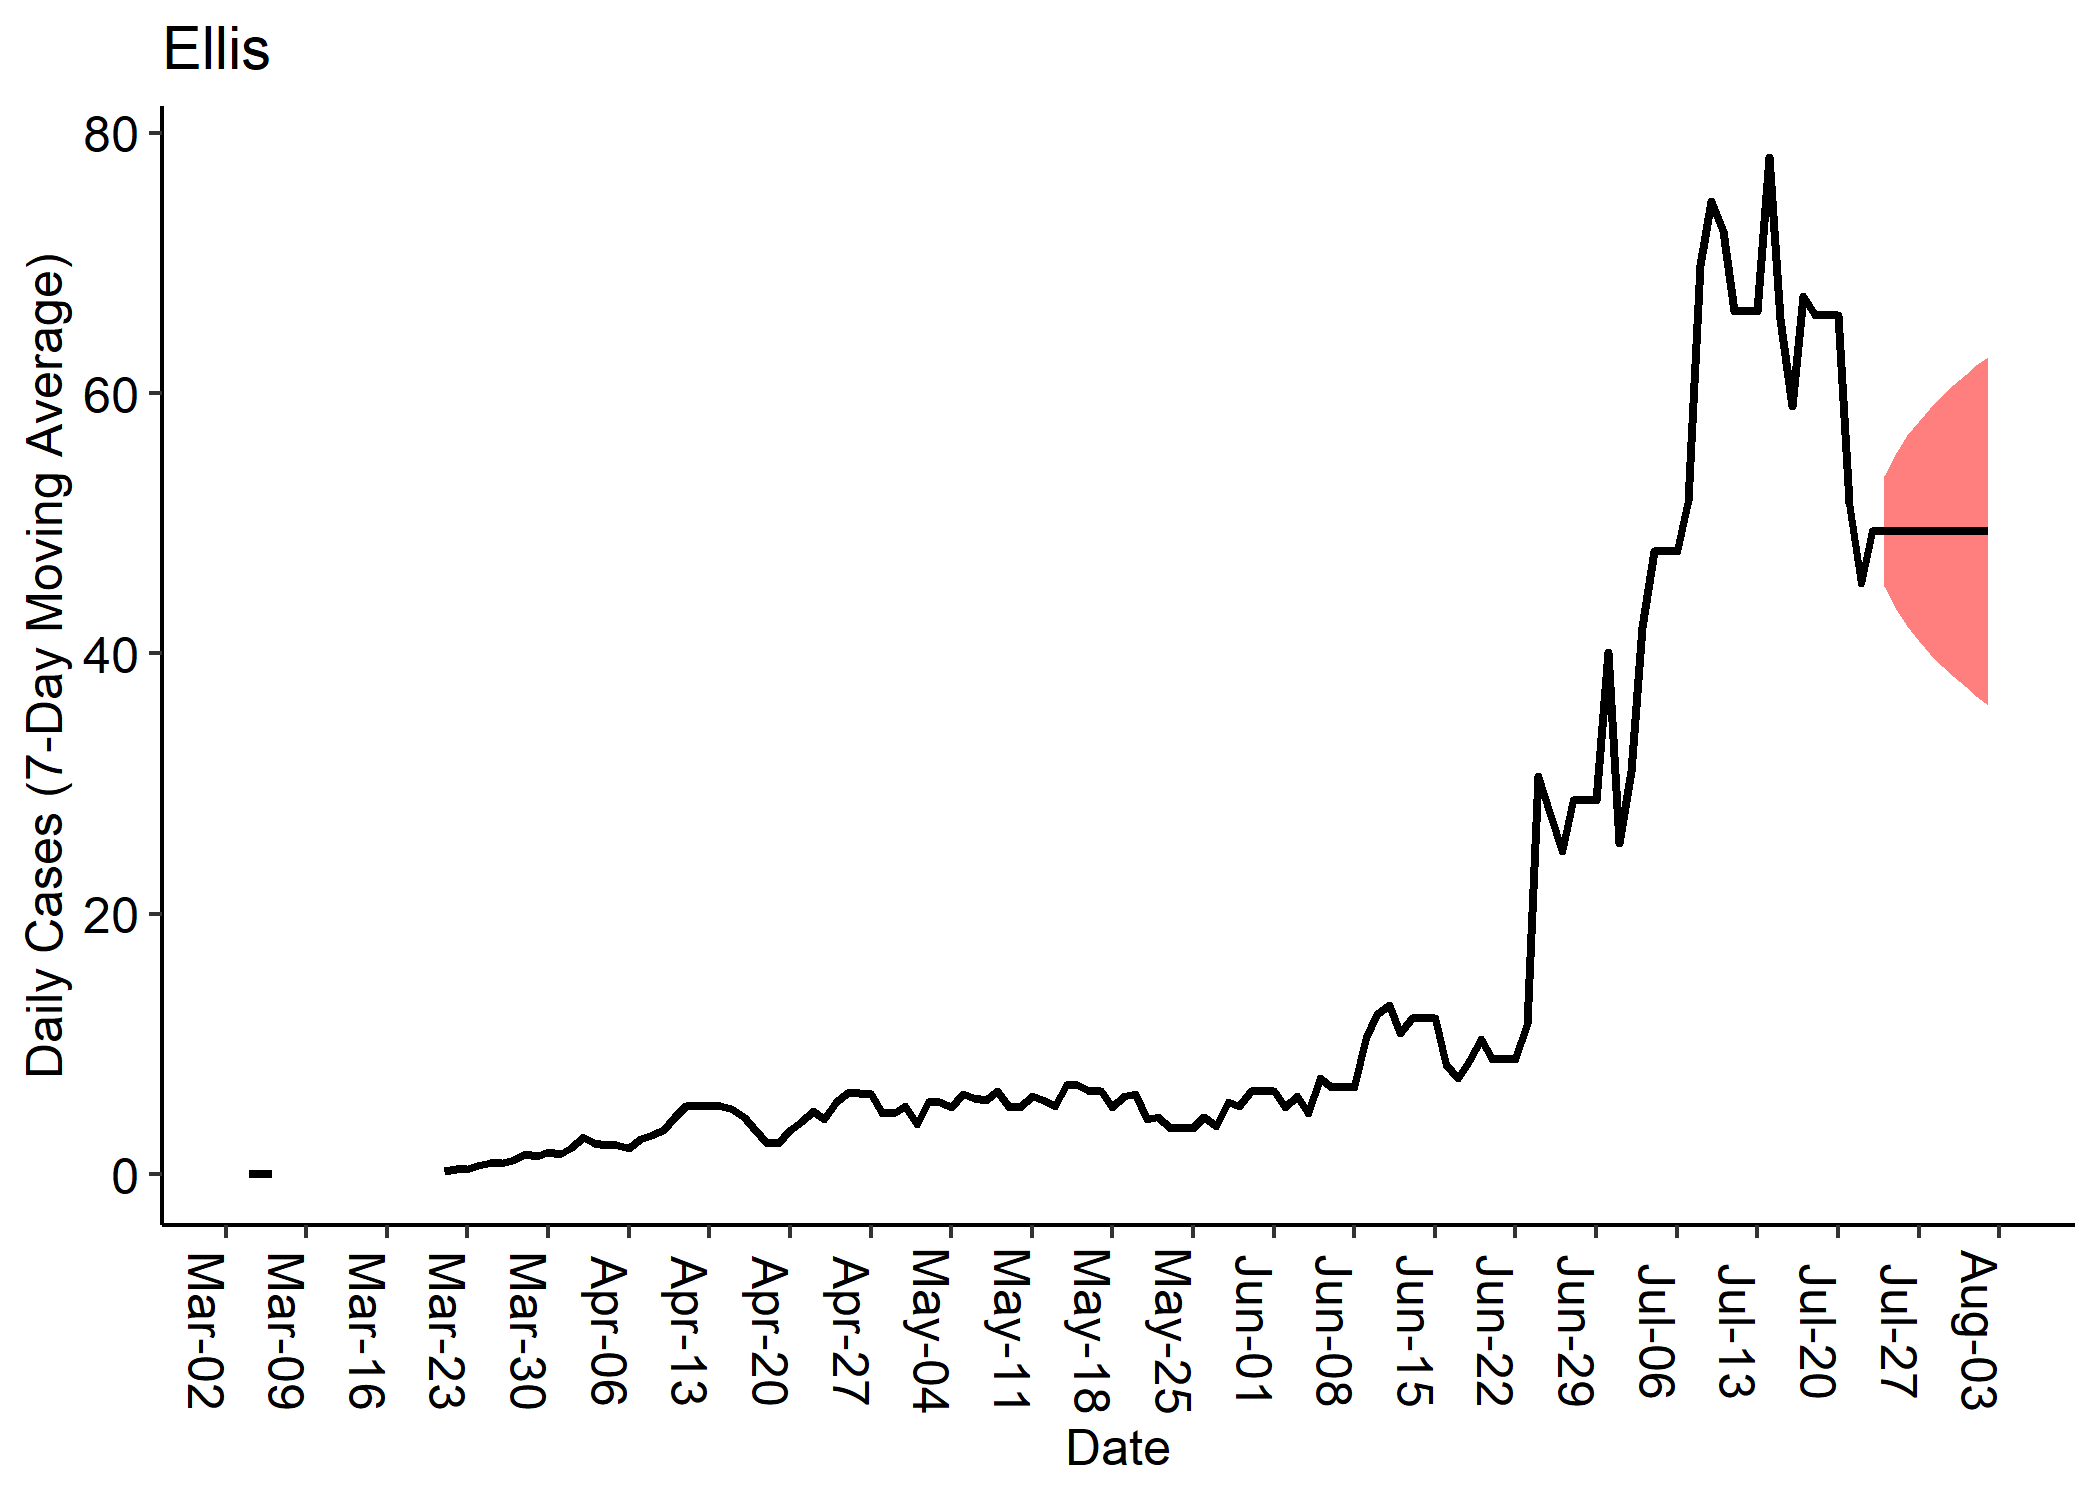 Ellis
Daily Cases (7-Day Moving Average)
80
60
40
20
0
Mar-02
Mar-09
Mar-16
Mar-23
Mar-30
Apr-06
Apr-13
Apr-20
Apr-27
May-04
May-11
May-18
May-25
Jun-01
Jun-08
Jun-15
Jun-22
Jun-29
Jul-06
Jul-13
Jul-20
Jul-27
Aug-03
Date